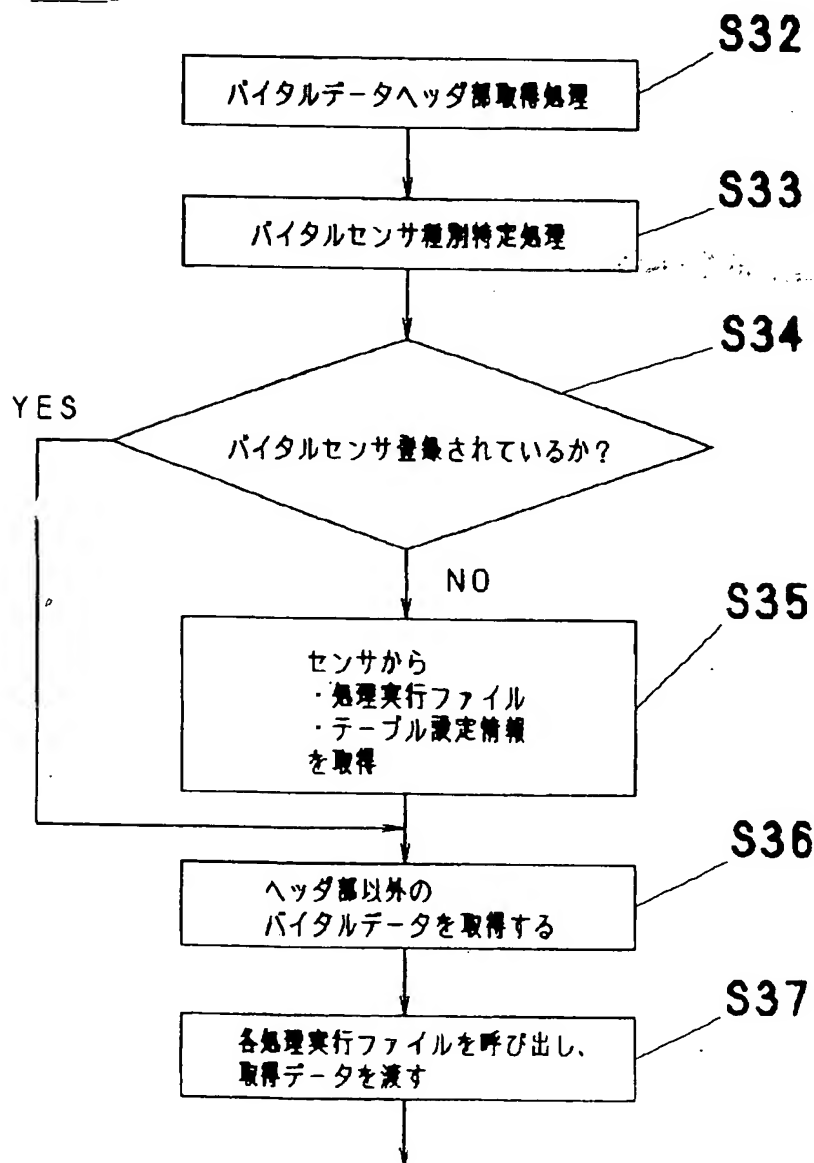 S32
バイタルデータヘッダ部取得処理
S33
バイタルセンサ種別特定処理
S34
YES
バイタルセンサ登録されているか？
NO
S35
センサから
・処理実行ファイル
・テーブル設定情報
を取得
S36
ヘッダ部以外の
バイタルデータを取得する
S37
各処理実行ファイルを呼び出し、
取得データを渡す